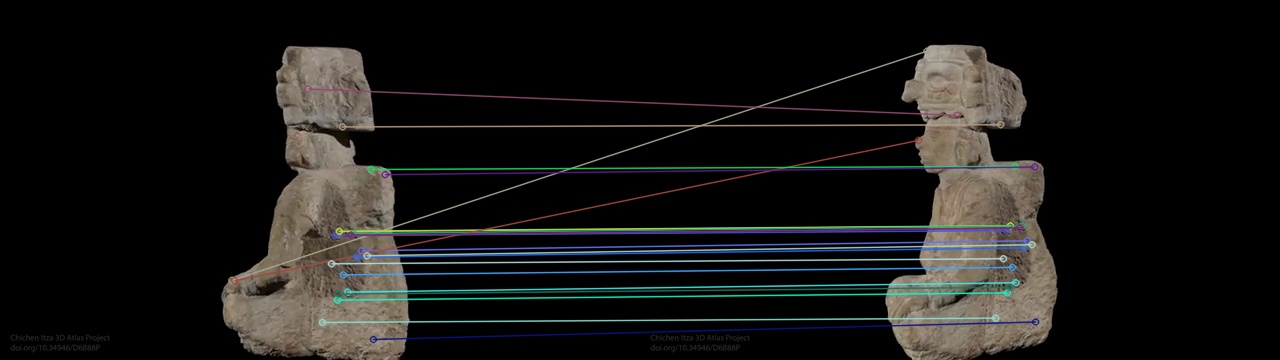 Chichen Itza 3D Atlas Project
doi.org/10.34946/D6B88P
Chichen Itza 3D Atlas Project
doi.org/10.34946/D6B88P